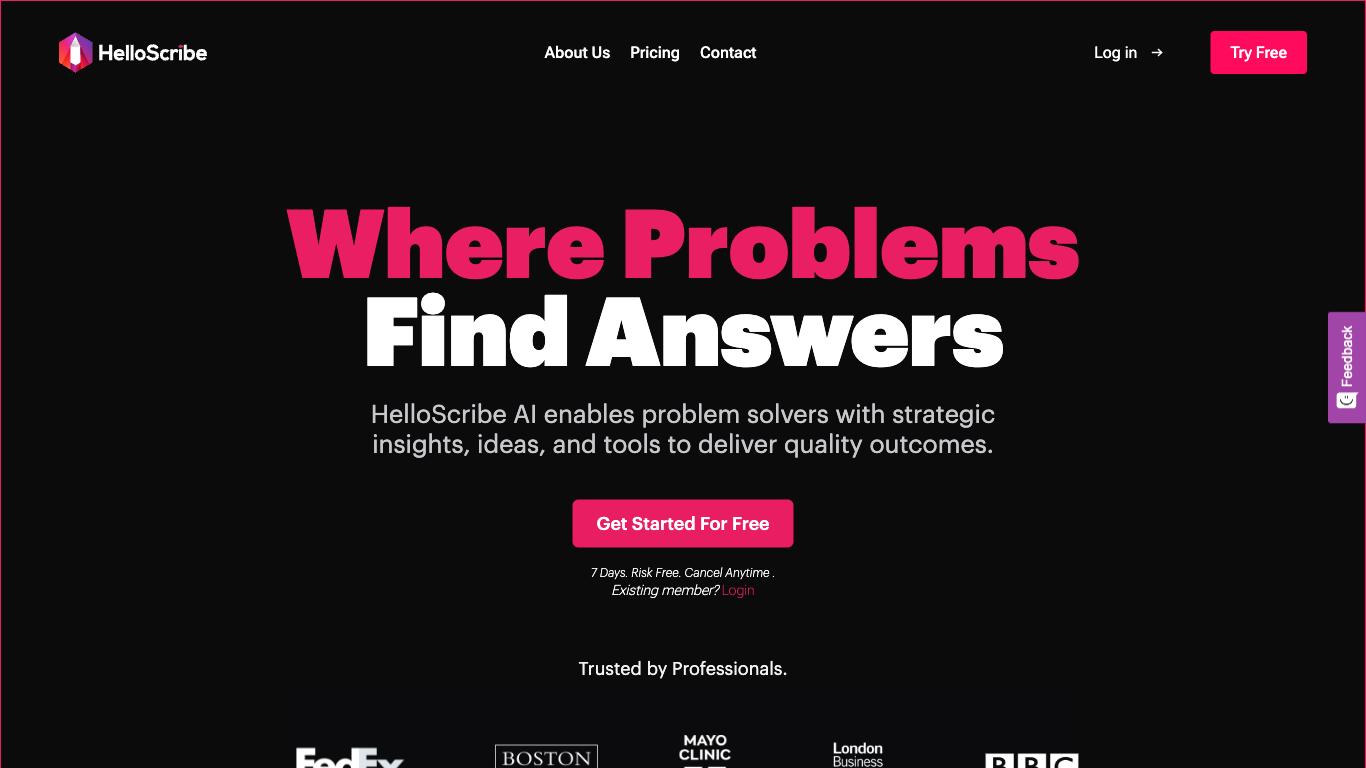 HelloScribe
About Us
Pricing
Contact
Log in →
Try Free
Where Problems
Find Answers
HelloScribe AI enables problem solvers with strategic
insights, ideas, and tools to deliver quality outcomes.
Feedback
Get Started For Free
7 Days. Risk Free. Cancel Anytime .
Existing member? Login
Trusted by Professionals.
FedEx
BOSTON
MAYO
CLINIC
London
Business
BBC